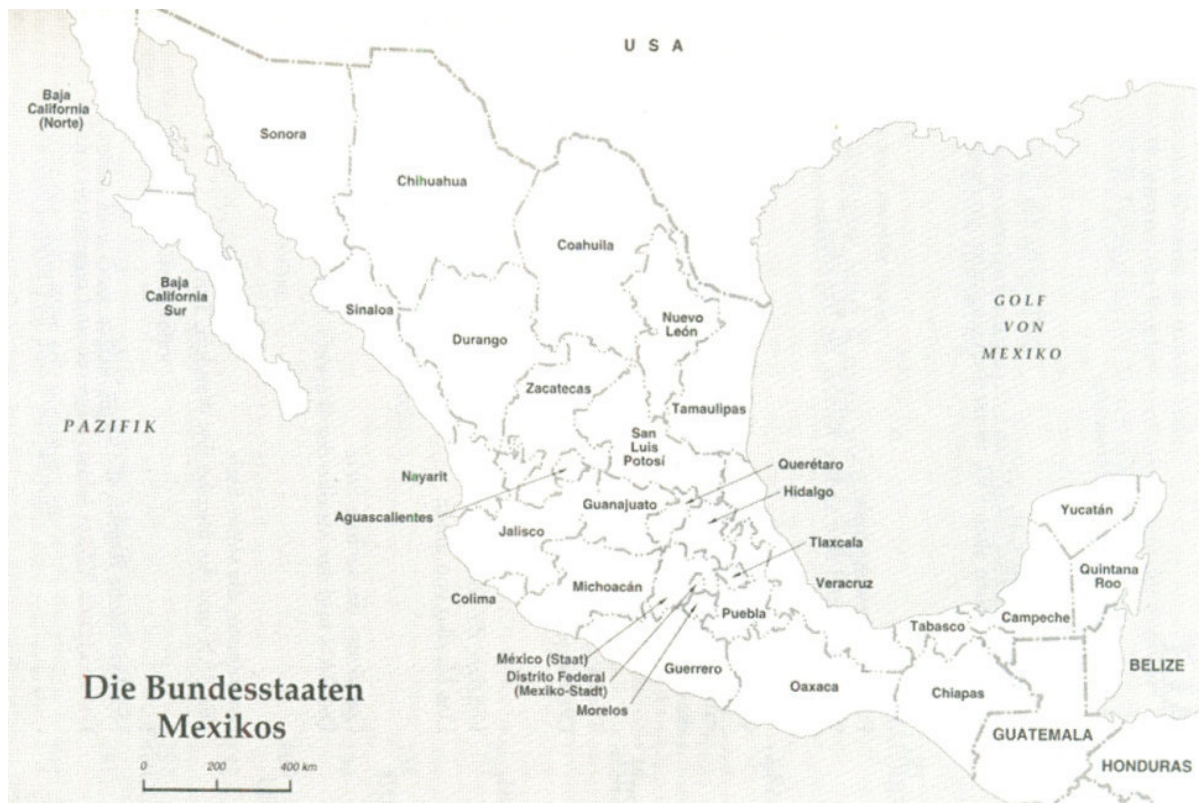 USA
Baja
California
(Norte)
Sonora
Chihuahua
Coahuila
Baja
California
Sur
Sinaloa
Durango
Nuevo
León
GOLF
VON
MEXIKO
Zacatecas
Tamaulipas
PAZIFIK
San
Luis
Potosí
Nayarit
Querétaro
Hidalgo
Aguascalientes
Guanajuato
Jalisco
Yucatán
Tlaxcala
Quintana
Roo
Michoacán
Veracruz
Colima
Puebla
Campeche
Tabasco
México (Staat)
Distrito Federal
(Mexiko-Stadt)
Morelos
Guerrero
Oaxaca
Chiapas
BELIZE
GUATEMALA
HONDURAS
Die Bundesstaaten
Mexikos
0 200 400 km